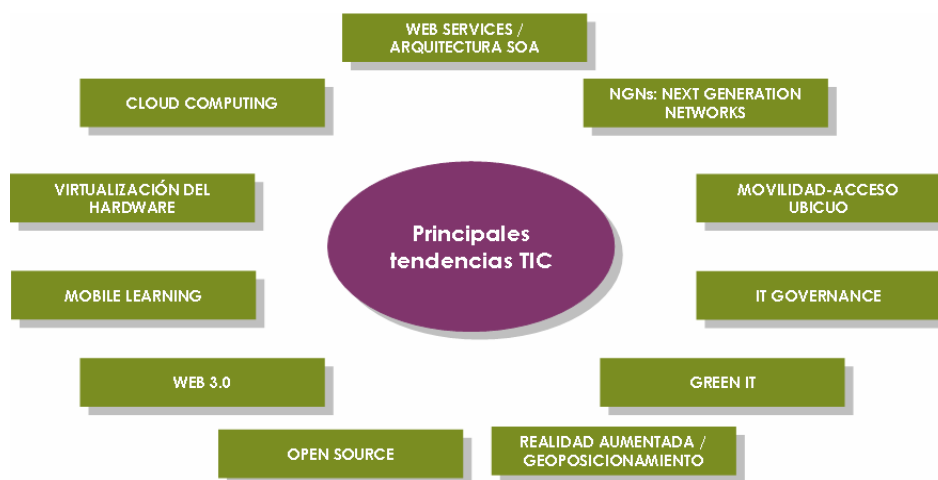 WEB SERVICES /
ARQUITECTURA SOA
CLOUD COMPUTING
NGNs: NEXT GENERATION
NETWORKS
VIRTUALIZACIÓN DEL
HARDWARE
MOVILIDAD-ACCESO
UBICUO
Principales
tendencias TIC
MOBILE LEARNING
IT GOVERNANCE
WEB 3.0
GREEN IT
OPEN SOURCE
REALIDAD AUMENTADA /
GEOPOSICIONAMIENTO